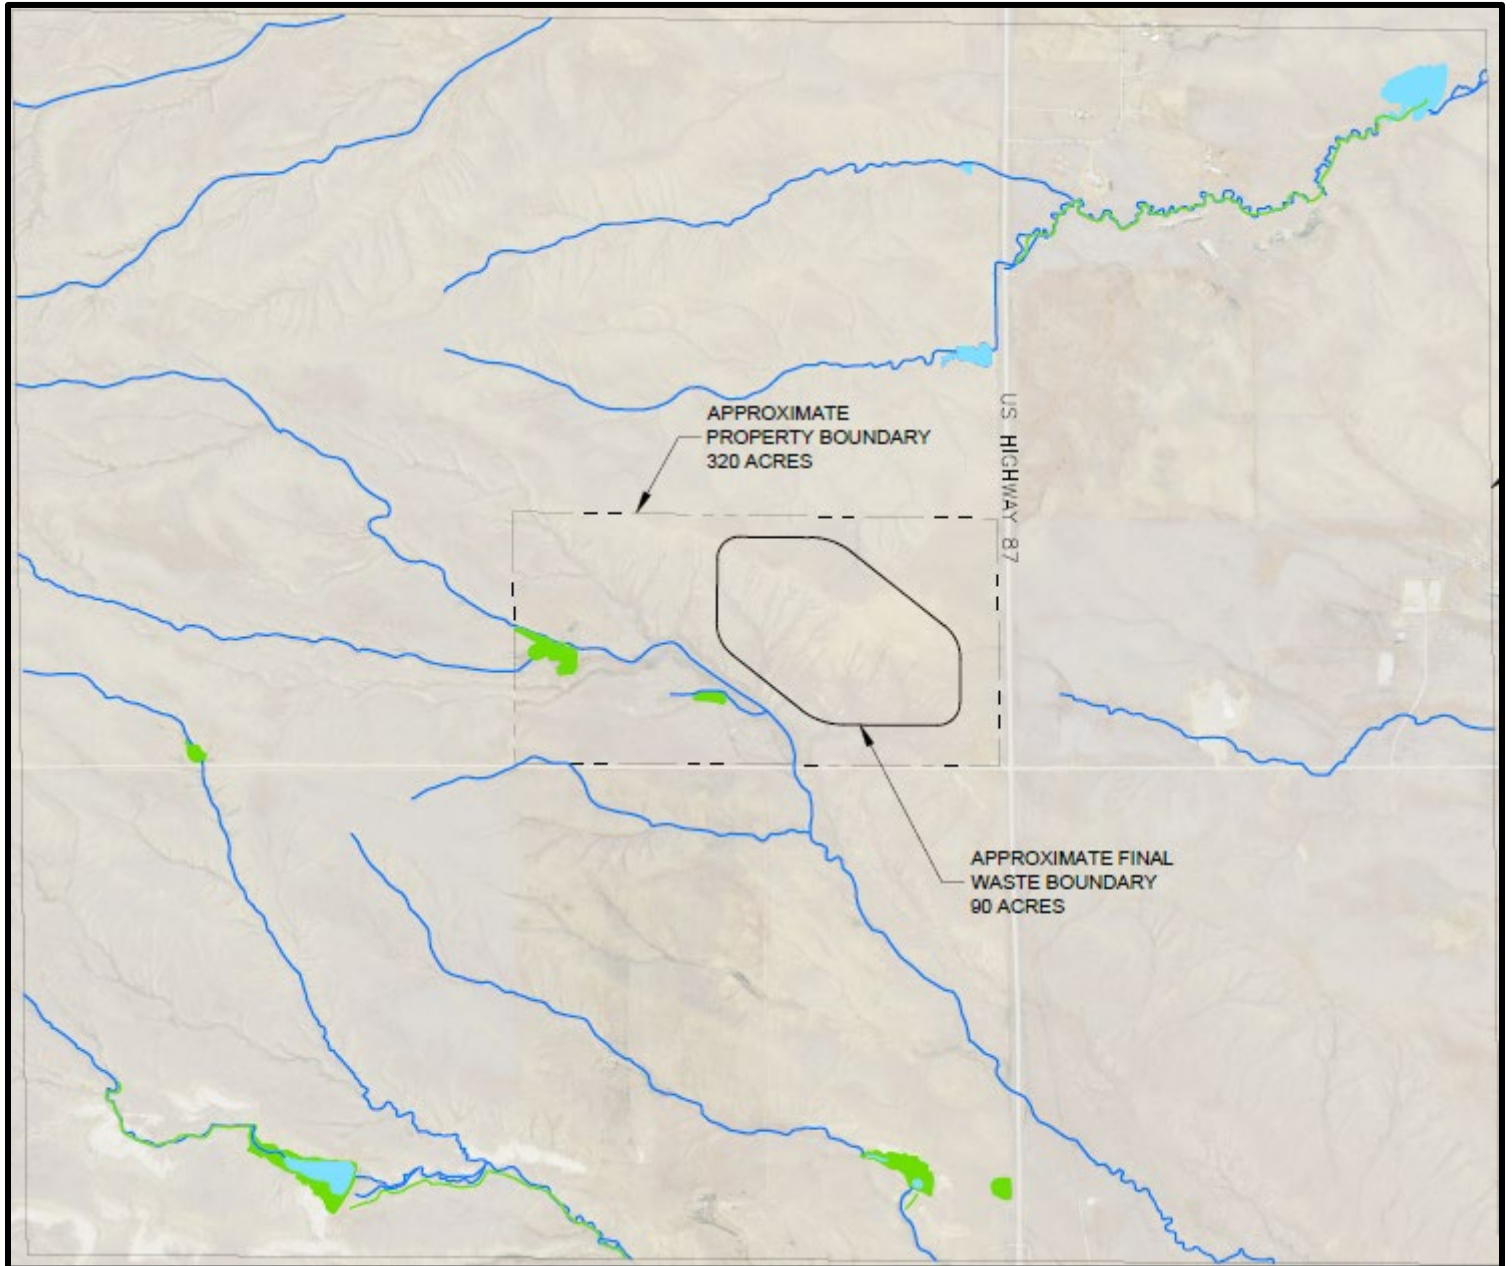 APPROXIMATE
PROPERTY BOUNDARY
320 ACRES
US HIGHWAY 87
APPROXIMATE FINAL
WASTE BOUNDARY
90 ACRES